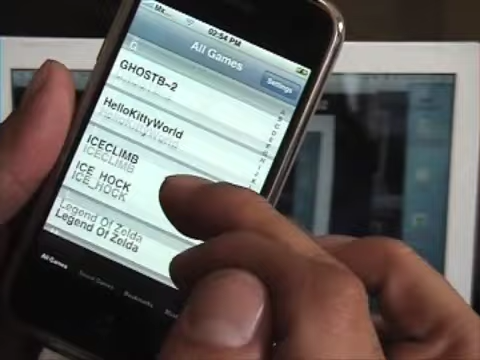 02:54 PM
All Games
Settings
G
GHOSTB~2
HelloKittyWorld
HelloKittyWorld
ICECLIMB
ICECLIMB
ICE_HOCK
ICE_HOCK
Legend Of Zelda
Legend Of Zelda
All Games
Bookmarks